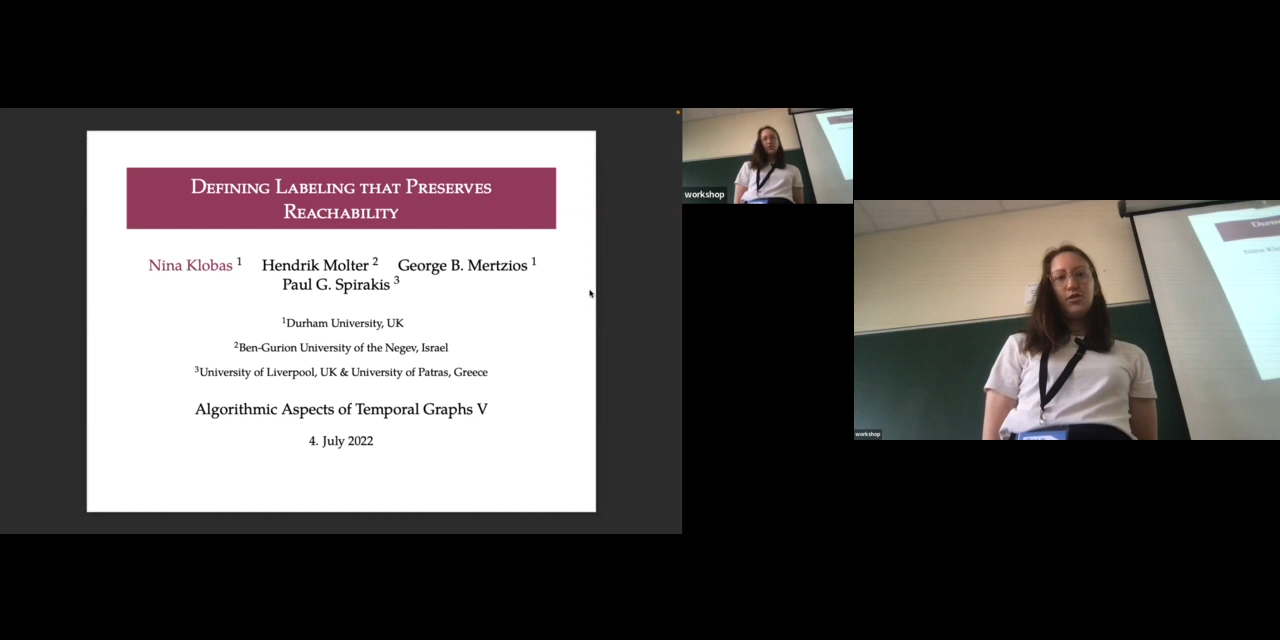 Defining Labeling that Preserves
Reachability
Nina Klobas 1 Hendrik Molter 2 George B. Mertzios 1
Paul G. Spirakis 3
1Durham University, UK
2Ben-Gurion University of the Negev, Israel
3University of Liverpool, UK & University of Patras, Greece
Algorithmic Aspects of Temporal Graphs V
4. July 2022
workshop
workshop